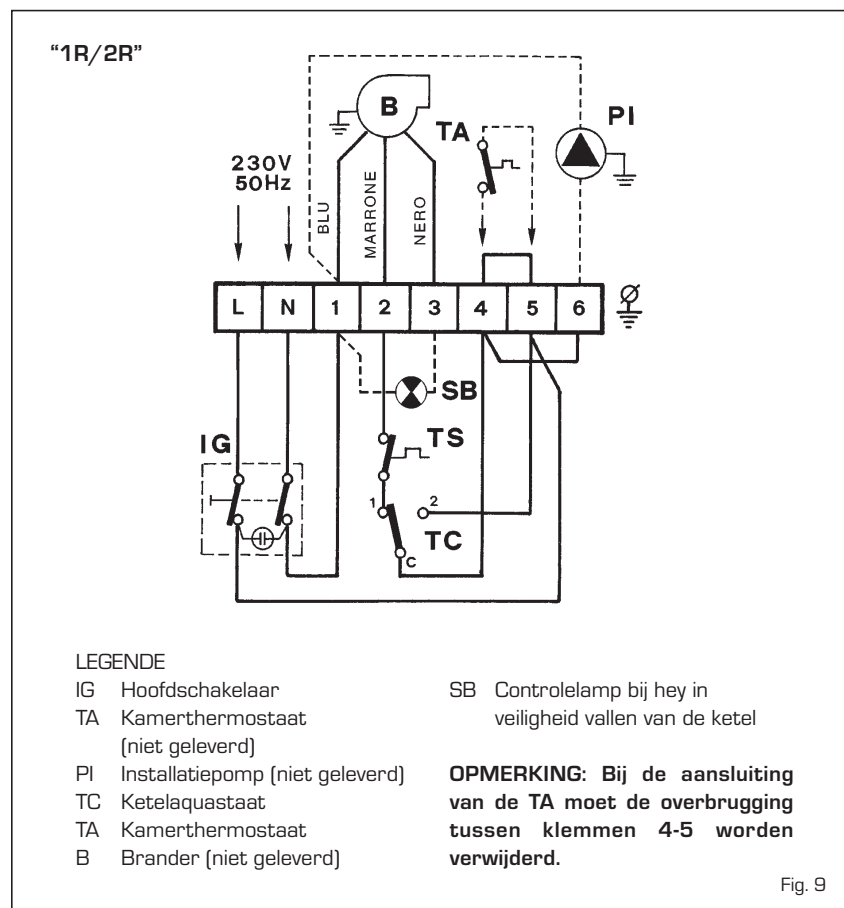 “1R/2R”
B
TA
PI
230V
50Hz
BLU
MARRONE
NERO
L N 1 2 3 4 5 6
SB
IG
TS
1
2
TC
C
LEGENDE
IG Hoofdschakelaar
TA Kamerthermostaat
(niet geleverd)
PI Installatiepomp (niet geleverd)
TC Ketelaquastaat
TA Kamerthermostaat
B Brander (niet geleverd)
SB Controlelamp bij hey in
veiligheid vallen van de ketel
OPMERKING: Bij de aansluiting
van de TA moet de overbrugging
tussen klemmen 4-5 worden
verwijderd.
Fig. 9